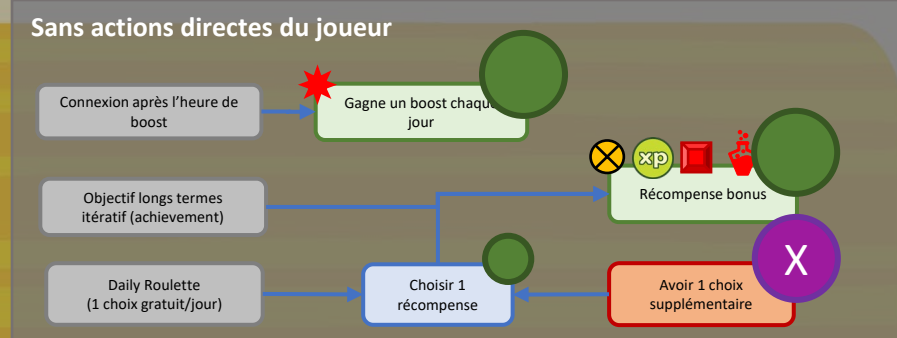 Sans actions directes du joueur
Connexion après l'heure de
boost
Gagne un boost chaque
jour
xp
Objectif longs termes
itératif (achievement)
Récompense bonus
X
Daily Roulette
(1 choix gratuit/jour)
Choisir 1
récompense
Avoir 1 choix
supplémentaire